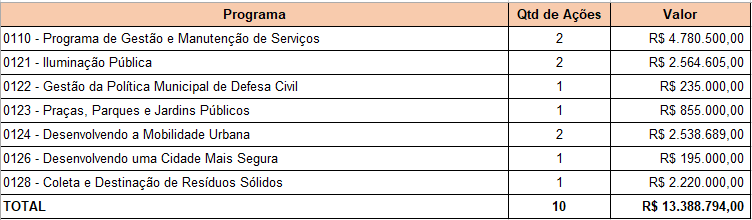 Programa Qtd de Ações Valor
0110 - Programa de Gestão e Manutenção de Serviços 2 R$ 4.780.500,00
0121 - Iluminação Pública 2 R$ 2.564.605,00
0122 - Gestão da Política Municipal de Defesa Civil 1 R$ 235.000,00
0123 - Praças, Parques e Jardins Públicos 1 R$ 855.000,00
0124 - Desenvolvendo a Mobilidade Urbana 2 R$ 2.538.689,00
0126 - Desenvolvendo uma Cidade Mais Segura 1 R$ 195.000,00
0128 - Coleta e Destinação de Resíduos Sólidos 1 R$ 2.220.000,00
TOTAL 10 R$ 13.388.794,00